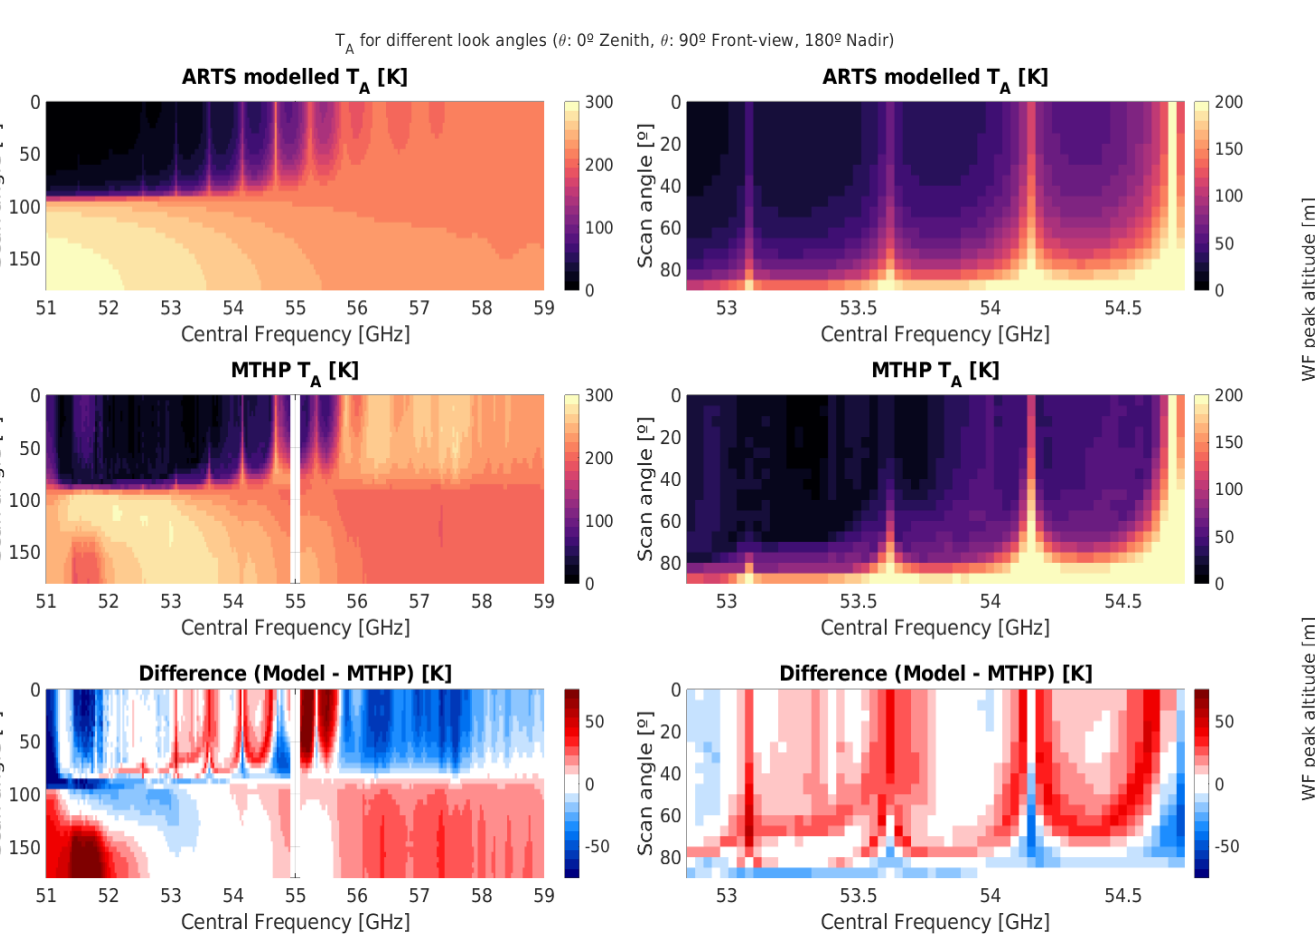 T_A for different look angles (θ: 0º Zenith, θ: 90º Front-view, 180º Nadir)
ARTS modelled T_A [K]
0
50
100
150
51 52 53 54 55 56 57 58 59
Central Frequency [GHz]
300
200
100
0
ARTS modelled T_A [K]
Scan angle [º]
0
20
40
60
80
53 53.5 54 54.5
Central Frequency [GHz]
200
150
100
50
0
WF peak altitude [m]
MTHP T_A [K]
0
50
100
150
51 52 53 54 55 56 57 58 59
Central Frequency [GHz]
300
200
100
0
MTHP T_A [K]
Scan angle [º]
0
20
40
60
80
53 53.5 54 54.5
Central Frequency [GHz]
200
150
100
50
0
Difference (Model - MTHP) [K]
0
50
100
150
51 52 53 54 55 56 57 58 59
Central Frequency [GHz]
50
0
-50
Difference (Model - MTHP) [K]
Scan angle [º]
0
20
40
60
80
53 53.5 54 54.5
Central Frequency [GHz]
50
0
-50
WF peak altitude [m]